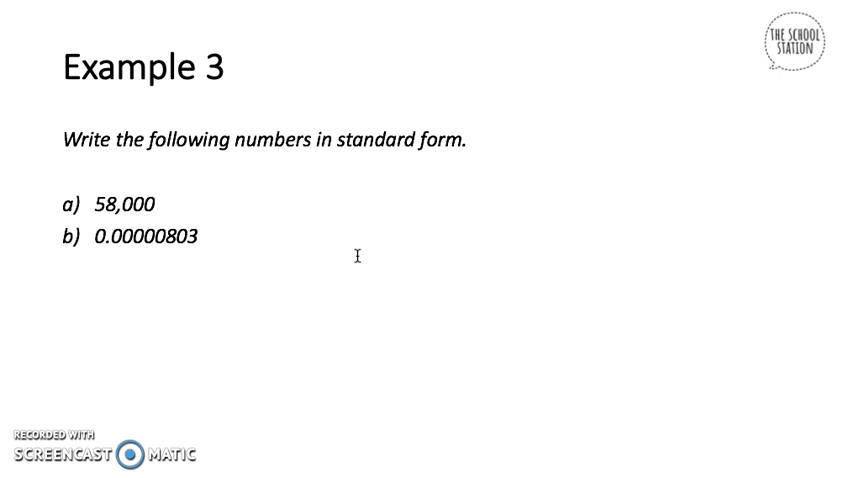 THE SCHOOL
STATION
Example 3
Write the following numbers in standard form.
a) 58,000
b) 0.00000803
RECORDED WITH
SCREENCAST MATIC